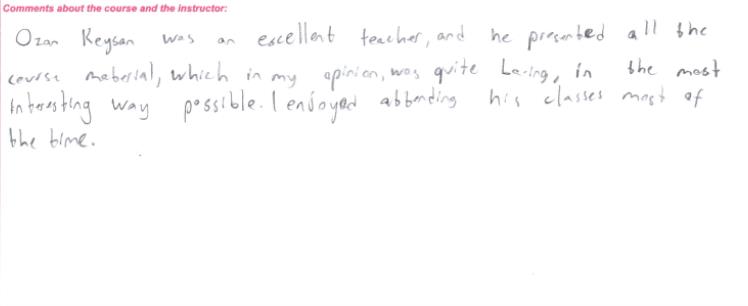 Comments about the course and the instructor:
Ozan Keysan was an excellent teacher, and he presented all the
course material, which in my opinion, was quite boring, in the most
interesting way possible. I enjoyed attending his classes most of
the time.